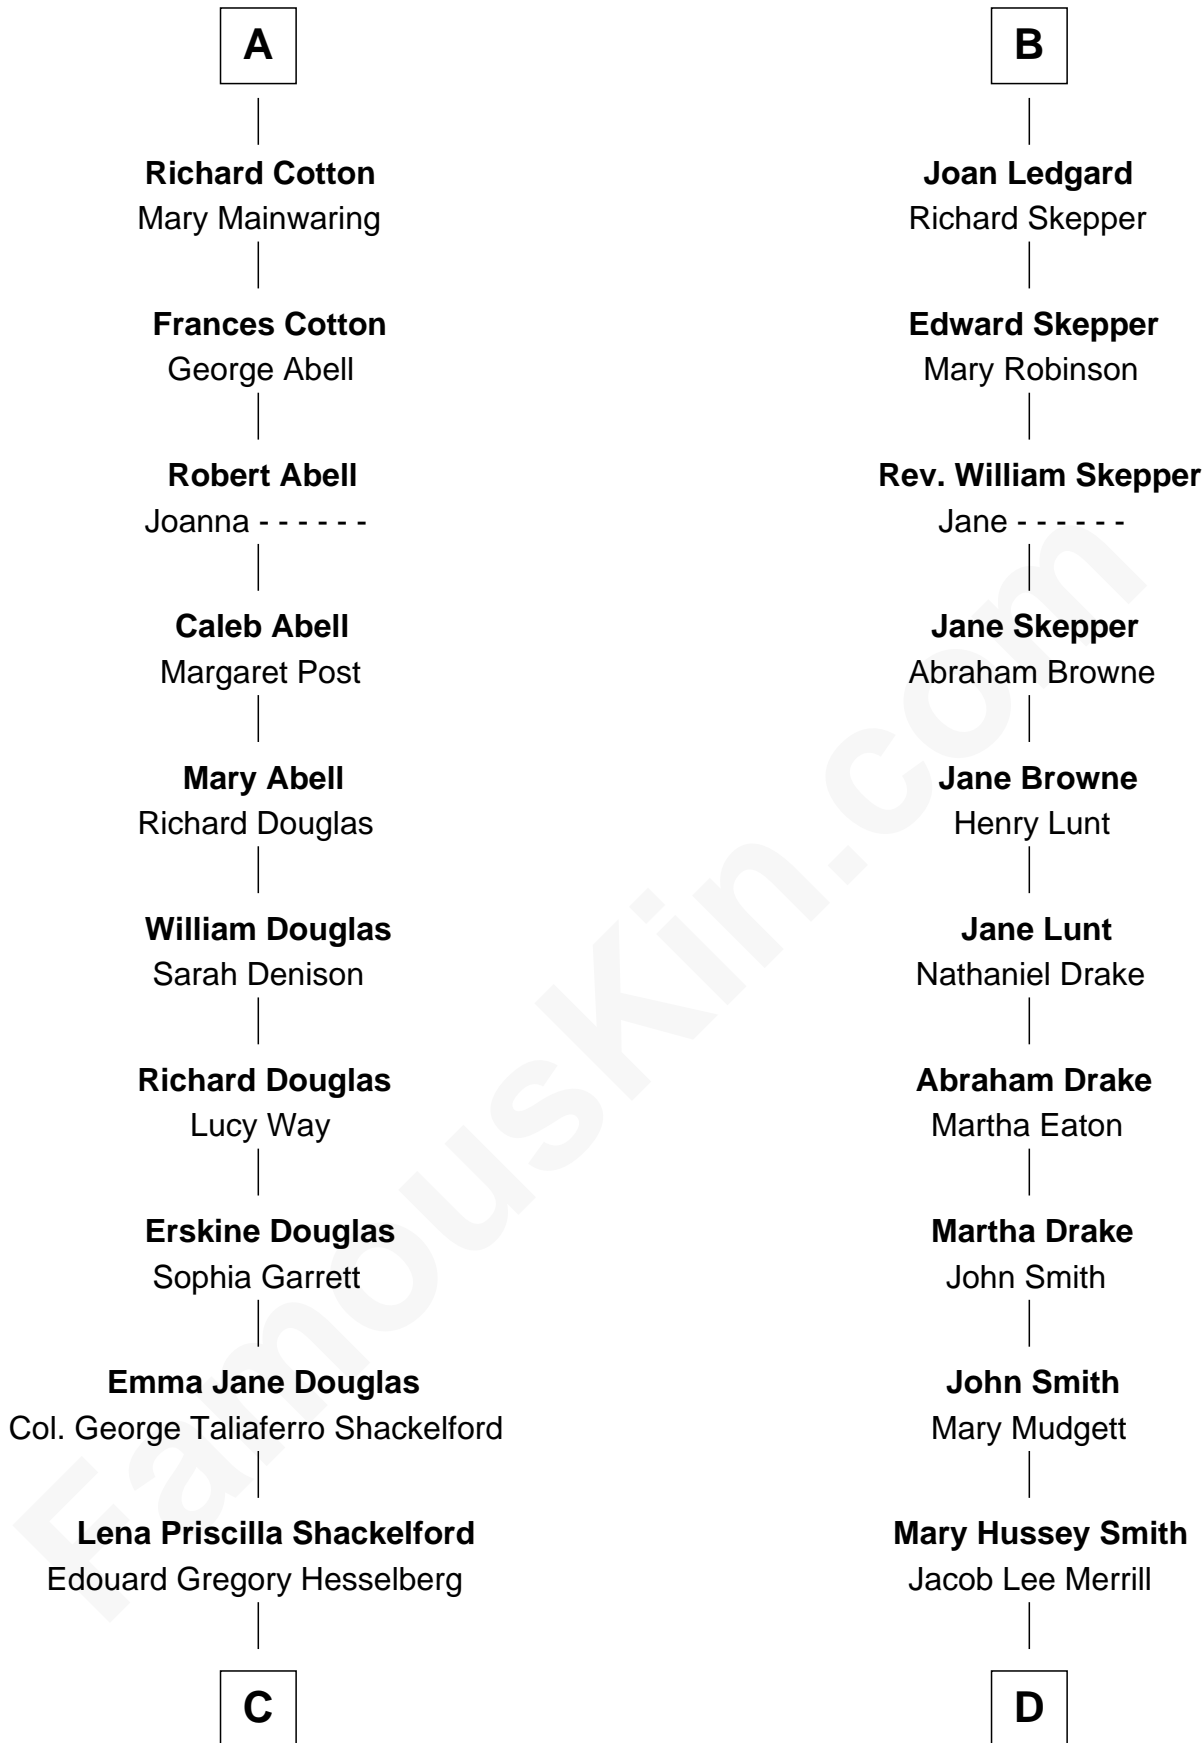 A
Richard Cotton
Mary Mainwaring
Frances Cotton
George Abell
Robert Abell
Joanna - - - - - -
Caleb Abell
Margaret Post
Mary Abell
Richard Douglas
William Douglas
Sarah Denison
Richard Douglas
Lucy Way
Erskine Douglas
Sophia Garrett
Emma Jane Douglas
Col. George Taliaferro Shackelford
Lena Priscilla Shackelford
Edouard Gregory Hesselberg
C
B
Joan Ledgard
Richard Skepper
Edward Skepper
Mary Robinson
Rev. William Skepper
Jane - - - - - -
Jane Skepper
Abraham Browne
Jane Browne
Henry Lunt
Jane Lunt
Nathaniel Drake
Abraham Drake
Martha Eaton
Martha Drake
John Smith
John Smith
Mary Mudgett
Mary Hussey Smith
Jacob Lee Merrill
D
FamousKin.com